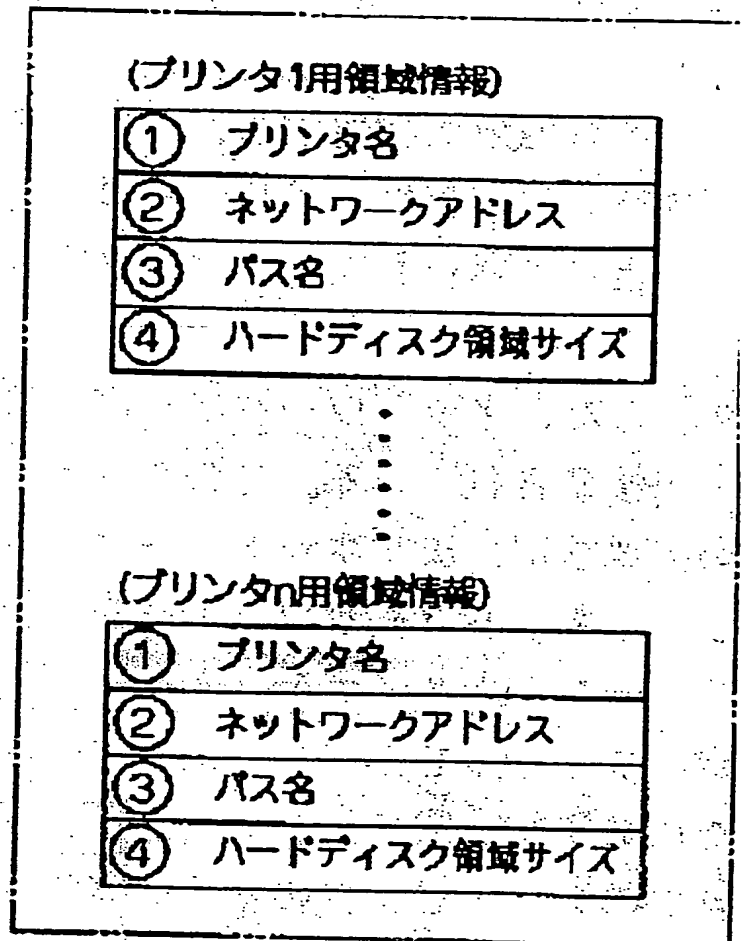 (プリンタ1用領域情報)
① プリンタ名
② ネットワークアドレス
③ パス名
④ ハードディスク領域サイズ
(プリンタn用領域情報)
① プリンタ名
② ネットワークアドレス
③ パス名
④ ハードディスク領域サイズ